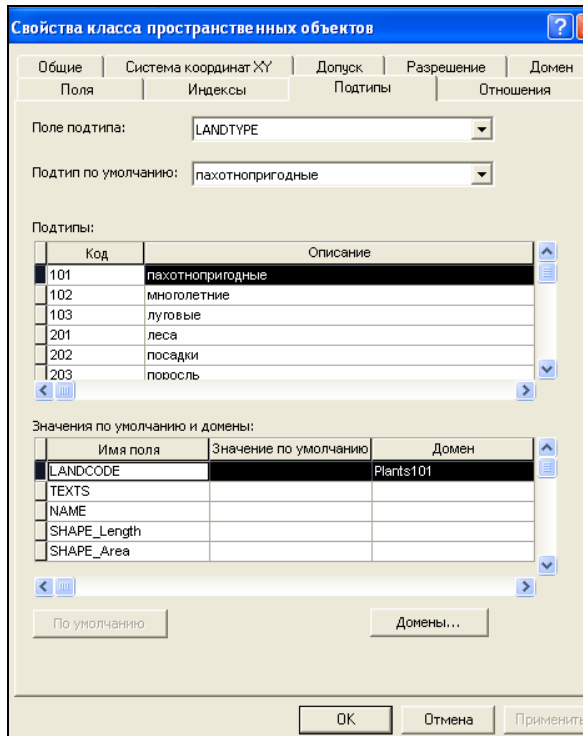 Свойства класса пространственных объектов ?
Общие Система координат XY Допуск Разрешение Домен
Поля Индексы Подтипы Отношения
Поле подтипа: LANDTYPE
Подтип по умолчанию: пахотнопригодные
Подтипы:
Код Описание
101 пахотнопригодные
102 многолетние
103 луговые
201 леса
202 посадки
203 поросль
Значения по умолчанию и домены:
Имя поля Значение по умолчанию Домен
LANDCODE Plants101
TEXTS
NAME
SHAPE_Length
SHAPE_Area
По умолчанию Домены...
OK Отмена Применить